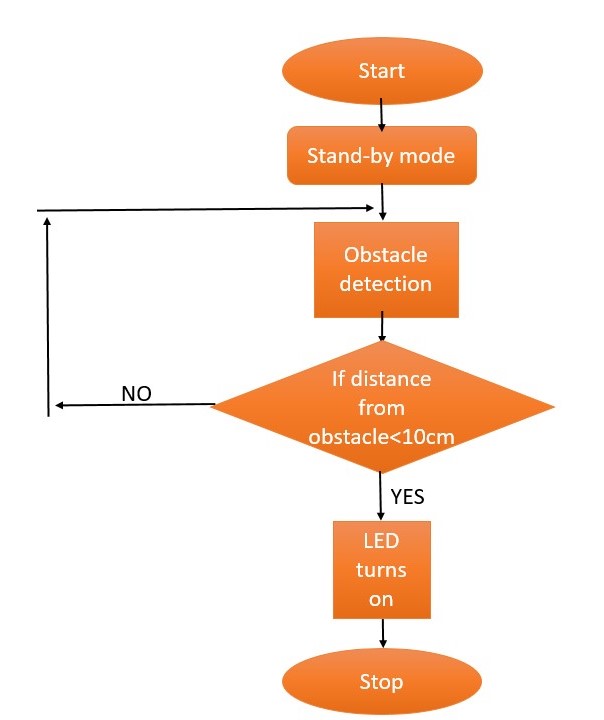 Start
Stand-by mode
Obstacle
detection
If distance
from
obstacle<10cm
NO
YES
LED
turns
on
Stop